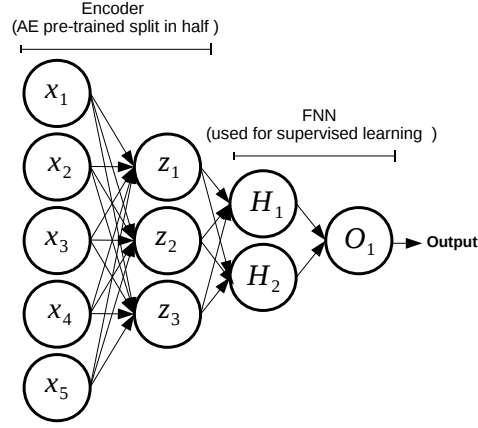 Encoder
(AE pre-trained split in half )
FNN
(used for supervised learning )
x1
x2
x3
x4
x5
z1
z2
z3
H1
H2
O1
Output